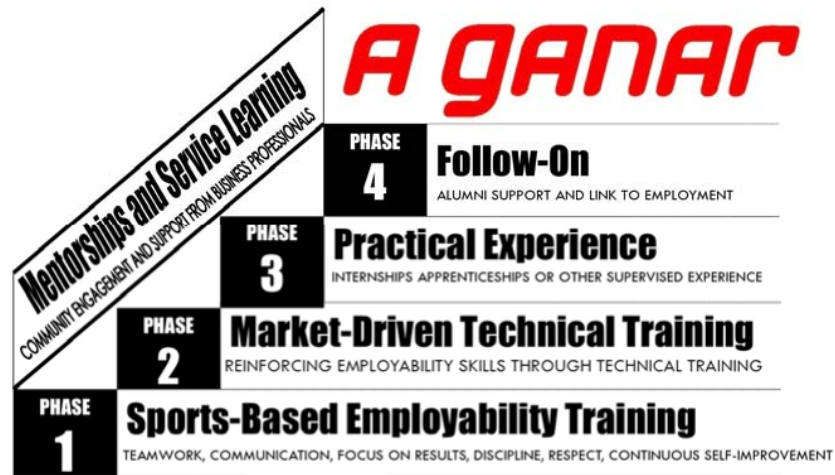 A GANAR
Mentorships and Service Learning
COMMUNITY ENGAGEMENT AND SUPPORT FROM BUSINESS PROFESSIONALS
PHASE
4
Follow-On
ALUMNI SUPPORT AND LINK TO EMPLOYMENT
PHASE
3
Practical Experience
INTERNSHIPS APPRENTICESHIPS OR OTHER SUPERVISED EXPERIENCE
PHASE
2
Market-Driven Technical Training
REINFORCING EMPLOYABILITY SKILLS THROUGH TECHNICAL TRAINING
PHASE
1
Sports-Based Employability Training
TEAMWORK, COMMUNICATION, FOCUS ON RESULTS, DISCIPLINE, RESPECT, CONTINUOUS SELF-IMPROVEMENT